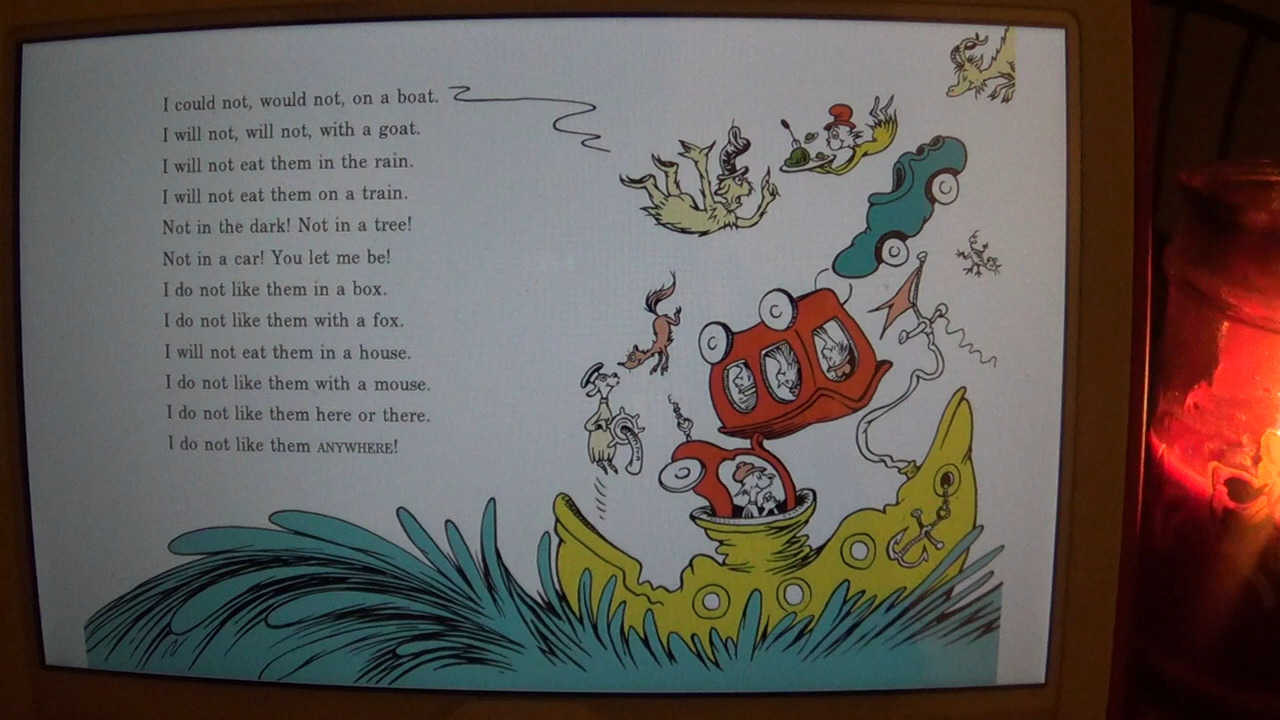 I could not, would not, on a boat.
I will not, will not, with a goat.
I will not eat them in the rain.
I will not eat them on a train.
Not in the dark! Not in a tree!
Not in a car! You let me be!
I do not like them in a box.
I do not like them with a fox.
I will not eat them in a house.
I do not like them with a mouse.
I do not like them here or there.
I do not like them ANYWHERE!